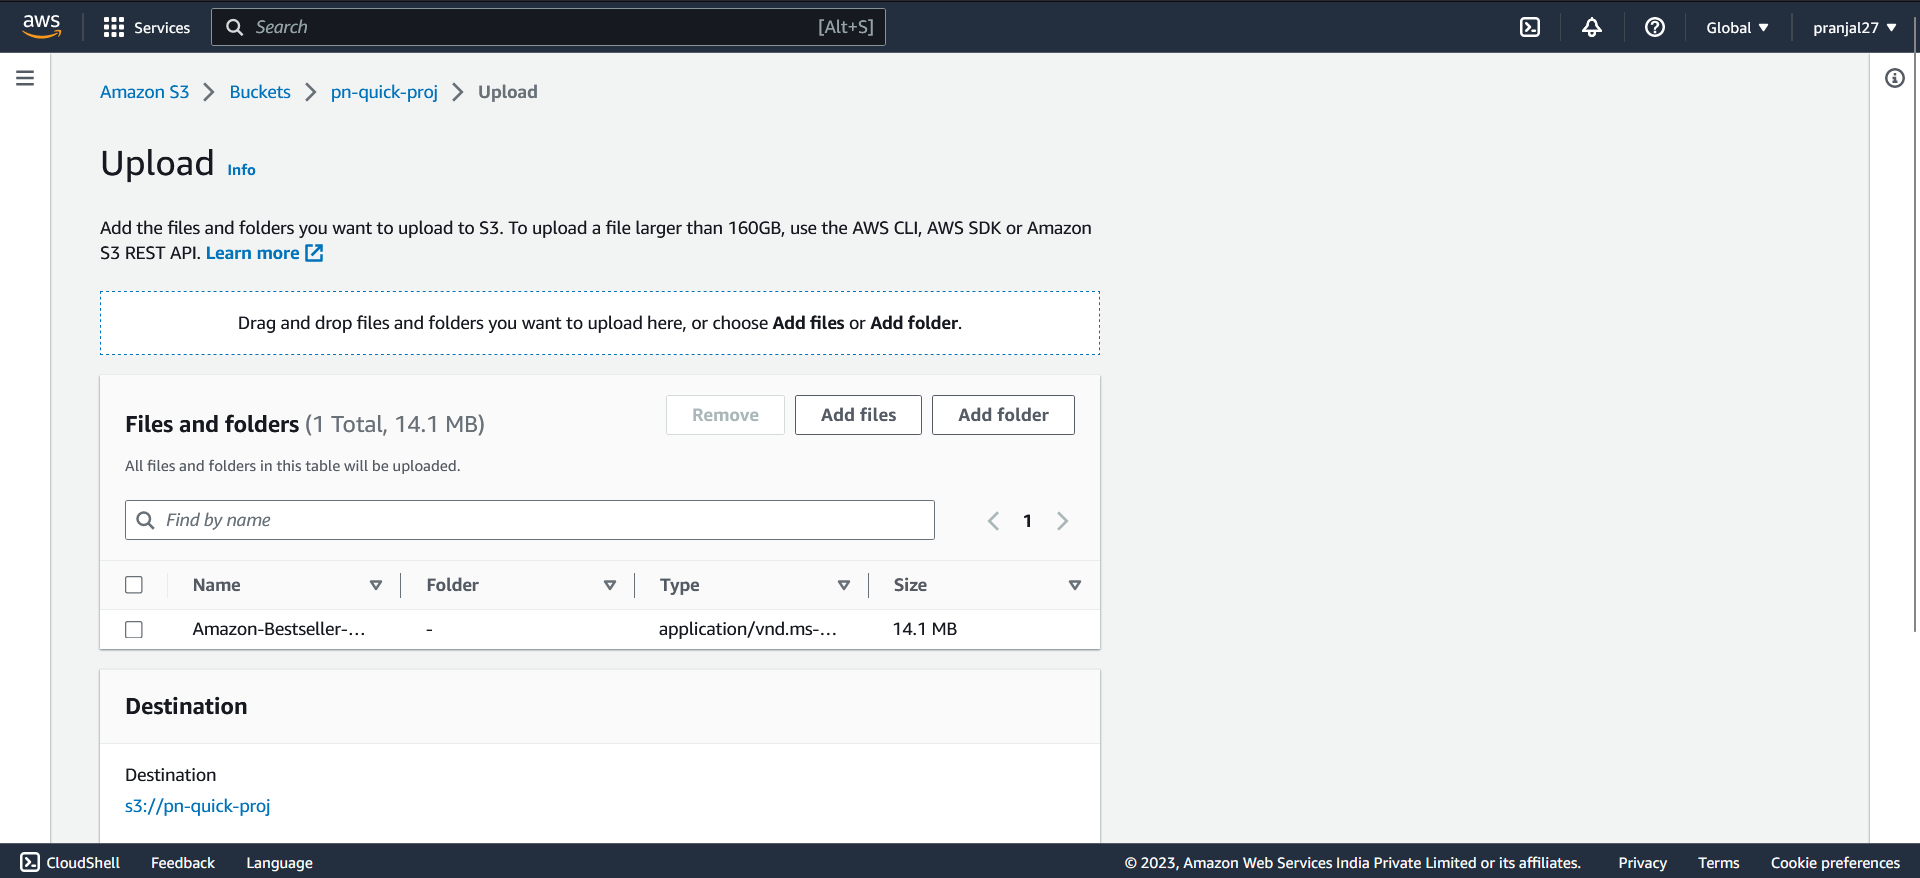 aws
Services
Search
[Alt+S]
Global
pranjal27
Amazon S3
Buckets
pn-quick-proj
Upload
Upload
Info
Add the files and folders you want to upload to S3. To upload a file larger than 160GB, use the AWS CLI, AWS SDK or Amazon
S3 REST API. Learn more
Drag and drop files and folders you want to upload here, or choose Add files or Add folder.
Files and folders (1 Total, 14.1 MB)
Remove
Add files
Add folder
All files and folders in this table will be uploaded.
Find by name
1
Name
Folder
Type
Size
Amazon-Bestseller-...
-
application/vnd.ms-...
14.1 MB
Destination
Destination
s3://pn-quick-proj
CloudShell
Feedback
Language
© 2023, Amazon Web Services India Private Limited or its affiliates.
Privacy
Terms
Cookie preferences